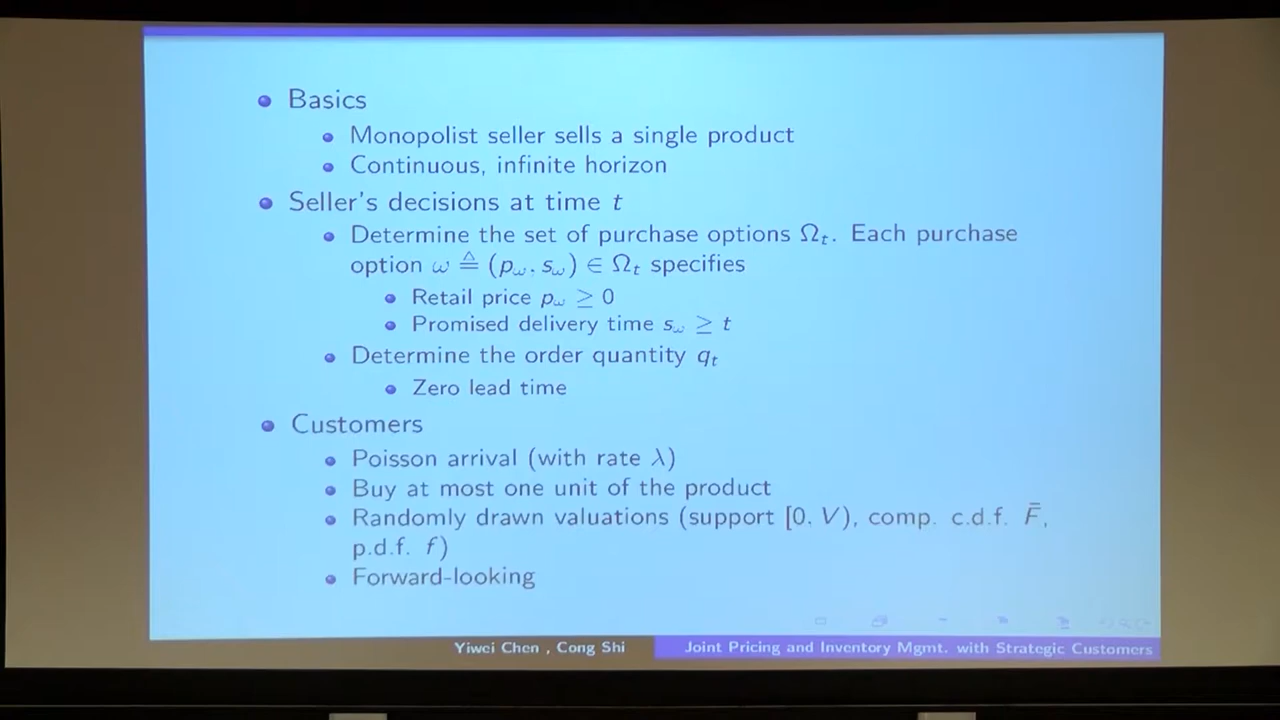 Basics
Monopolist seller sells a single product
Continuous, infinite horizon
Seller's decisions at time t
Determine the set of purchase options Ωₜ. Each purchase
option ω ≜ (p_ω, s_ω) ∈ Ωₜ specifies
Retail price p_ω ≥ 0
Promised delivery time s_ω ≥ t
Determine the order quantity qₜ
Zero lead time
Customers
Poisson arrival (with rate λ)
Buy at most one unit of the product
Randomly drawn valuations (support [0, V), comp. c.d.f. F̄,
p.d.f. f)
Forward-looking
Yiwei Chen , Cong Shi
Joint Pricing and Inventory Mgmt. with Strategic Customers